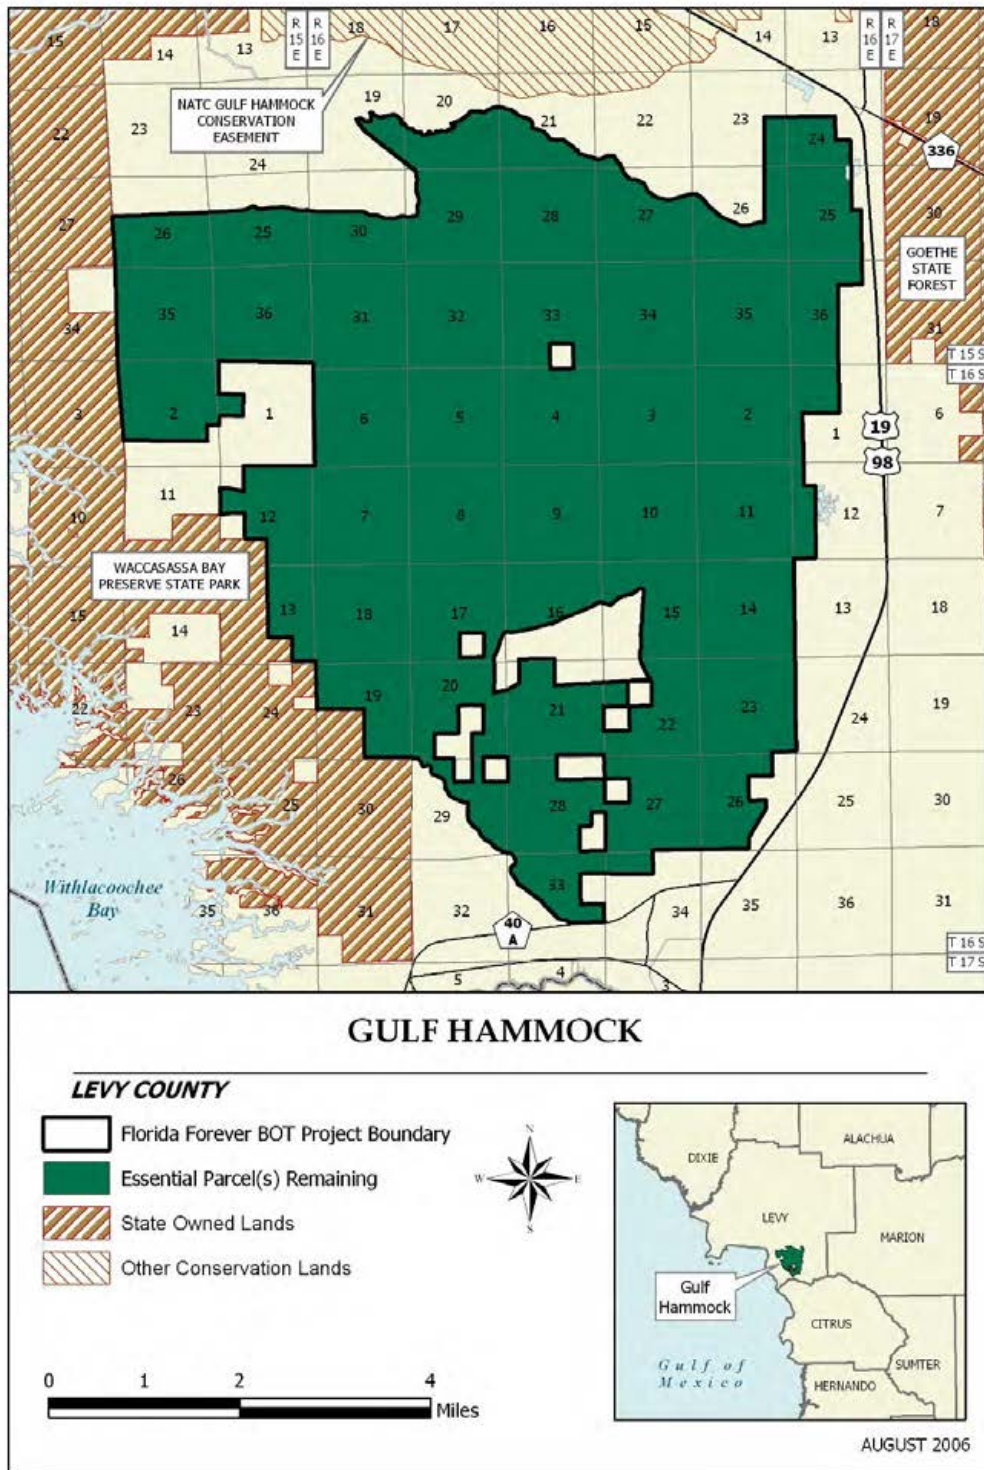 15
14
13
R
15
E
R
16
E
18
17
16
15
14
13
R
16
E
R
17
E
18
NATC GULF HAMMOCK
CONSERVATION
EASEMENT
22
23
24
19
20
21
22
23
24
19
336
27
26
25
30
29
28
27
26
25
30
GOETHE
STATE
FOREST
34
35
36
31
32
33
34
35
36
31
T 15 S
T 16 S
3
2
1
6
5
4
3
2
1
19
98
6
10
11
12
7
8
9
10
11
12
7
WACCASASSA BAY
PRESERVE STATE PARK
15
14
13
18
17
16
15
14
13
18
22
23
24
19
20
21
22
23
24
19
26
25
30
29
28
27
26
25
30
Withlacoochee
Bay
35
36
31
32
33
34
35
36
31
40
A
T 16 S
T 17 S
5
4
3
GULF HAMMOCK
LEVY COUNTY
Florida Forever BOT Project Boundary
Essential Parcel(s) Remaining
State Owned Lands
Other Conservation Lands
N
W
E
S
0 1 2 4
Miles
DIXIE
ALACHUA
LEVY
MARION
Gulf
Hammock
CITRUS
Gulf of
Mexico
SUMTER
HERNANDO
AUGUST 2006